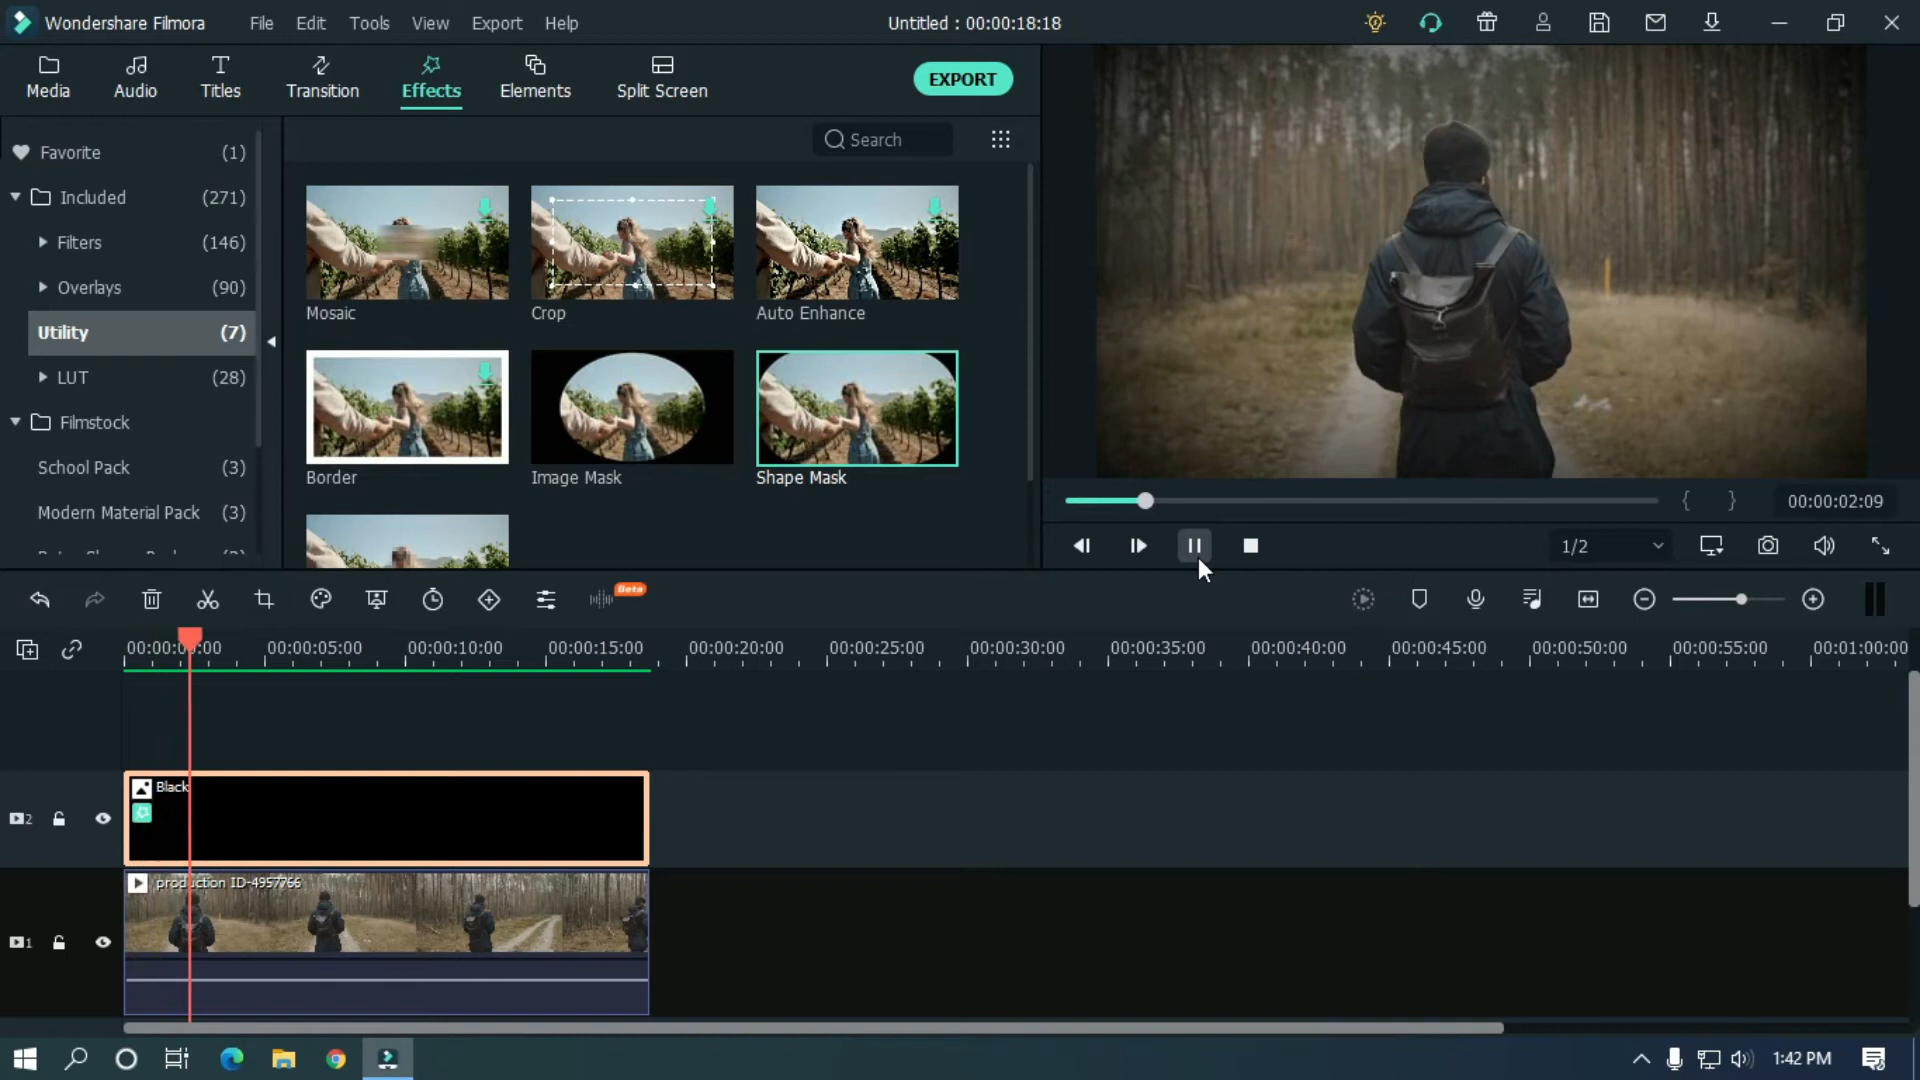 Wondershare Filmora
File
Edit
Tools
View
Export
Help
Untitled : 00:00:18:18
Media
Audio
Titles
Transition
Effects
Elements
Split Screen
EXPORT
Favorite (1)
Included (271)
Filters (146)
Overlays (90)
Utility (7)
LUT (28)
Filmstock
School Pack (3)
Modern Material Pack (3)
Search
Mosaic
Crop
Auto Enhance
Border
Image Mask
Shape Mask
{ }
00:00:02:09
1/2
Beta
00:00:05:00
00:00:10:00
00:00:15:00
00:00:20:00
00:00:25:00
00:00:30:00
00:00:35:00
00:00:40:00
00:00:45:00
00:00:50:00
00:00:55:00
00:01:00:00
Black
2
production ID-4957766
1
1:42 PM